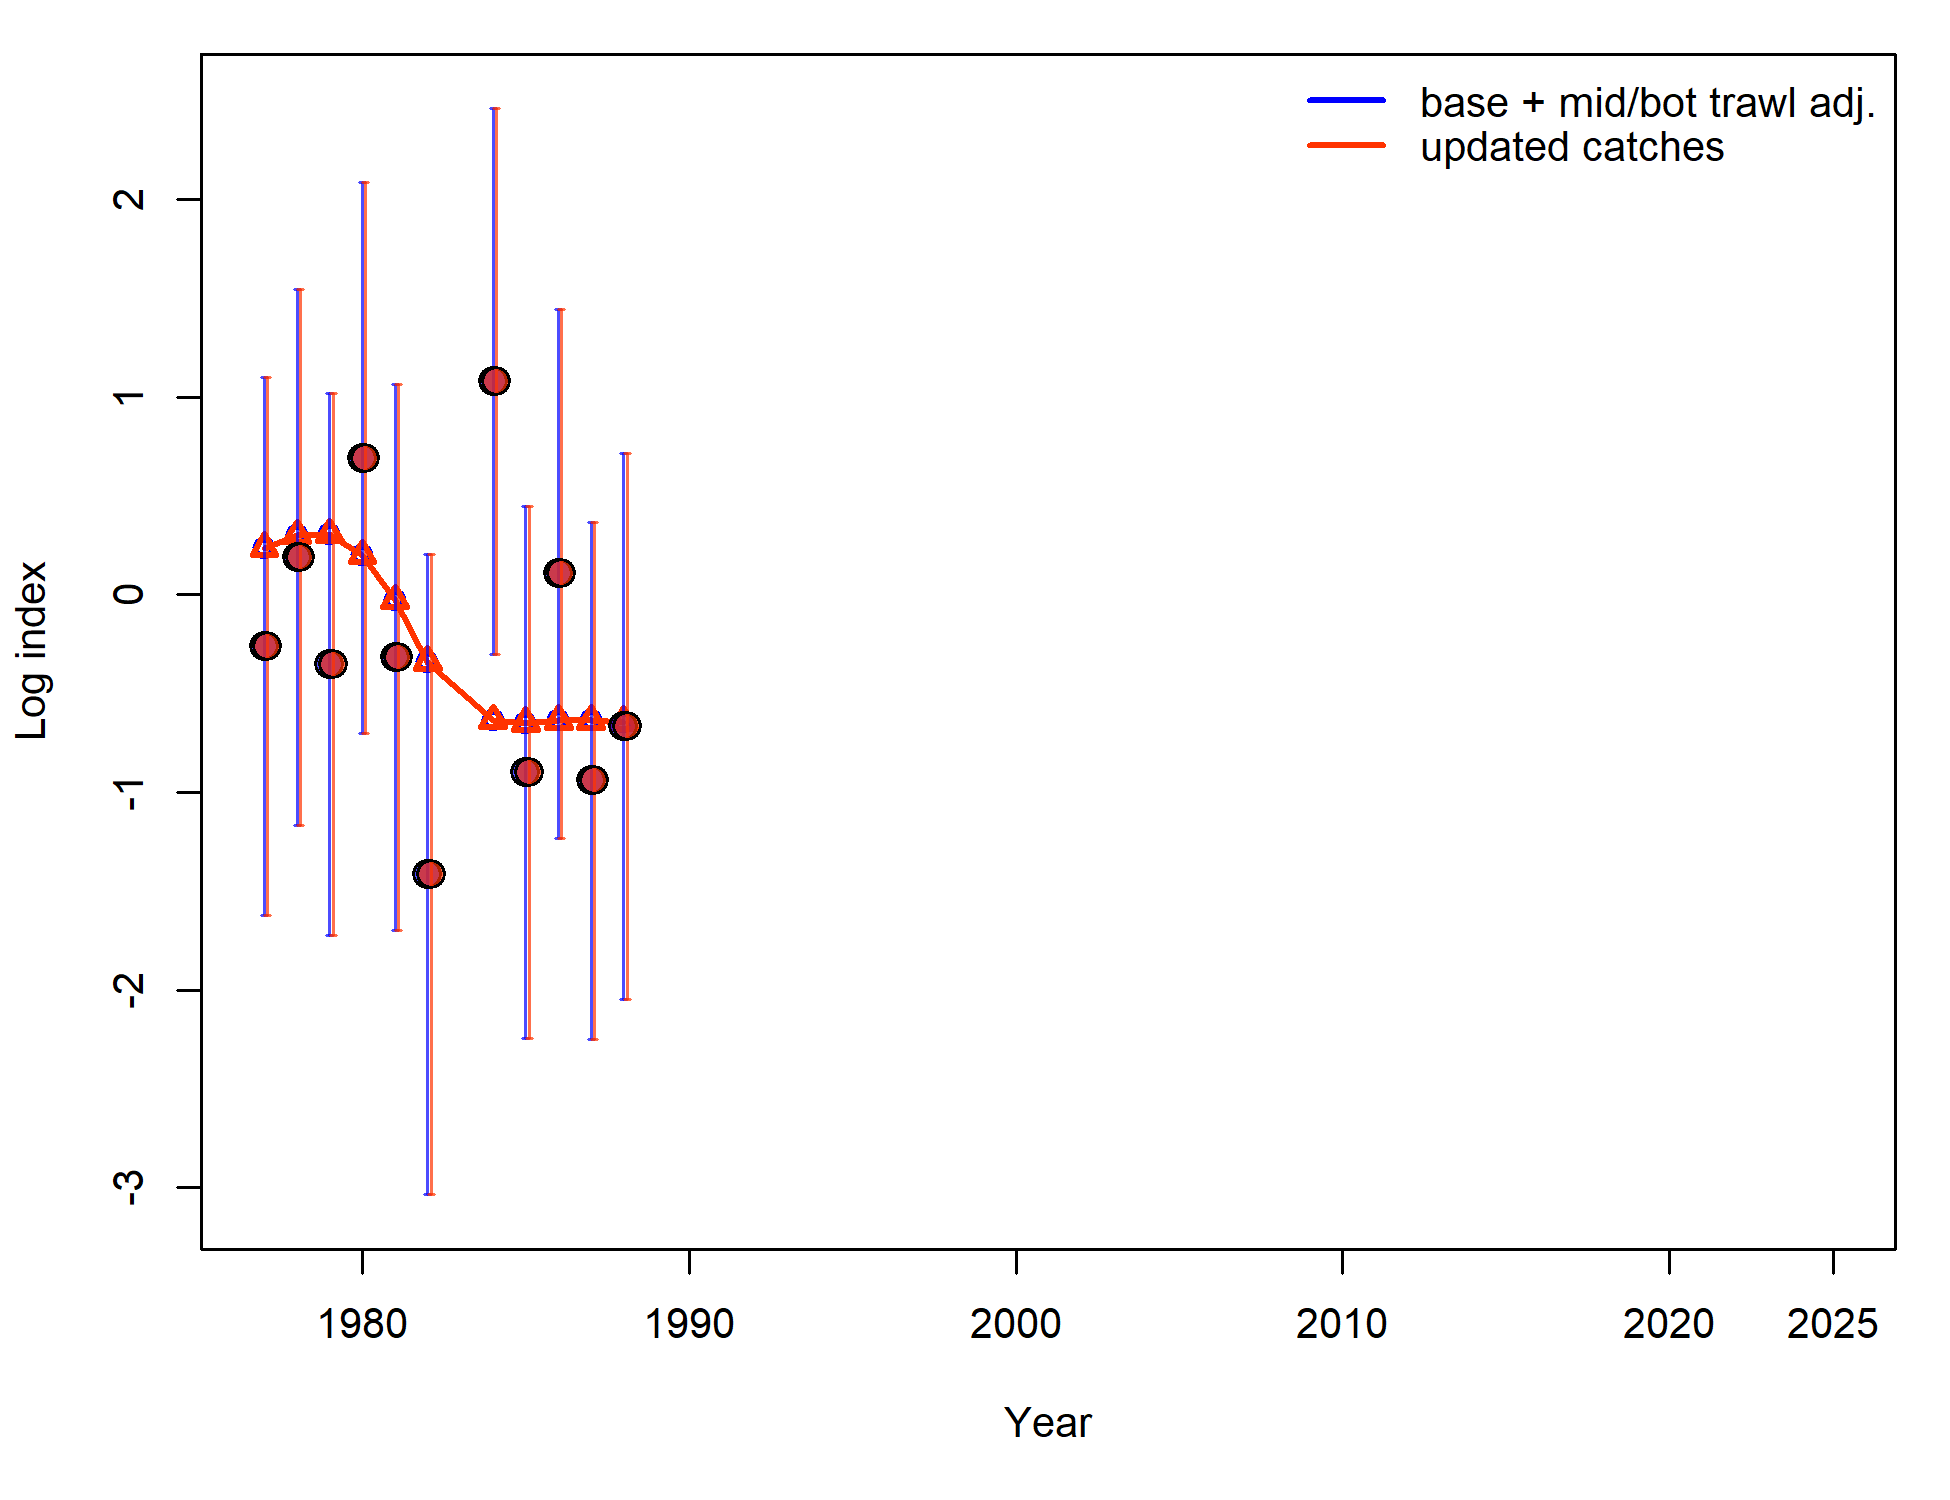 base + mid/bot trawl adj.
updated catches
2
1
0
-1
-2
-3
Log index
1980 1990 2000 2010 2020 2025
Year